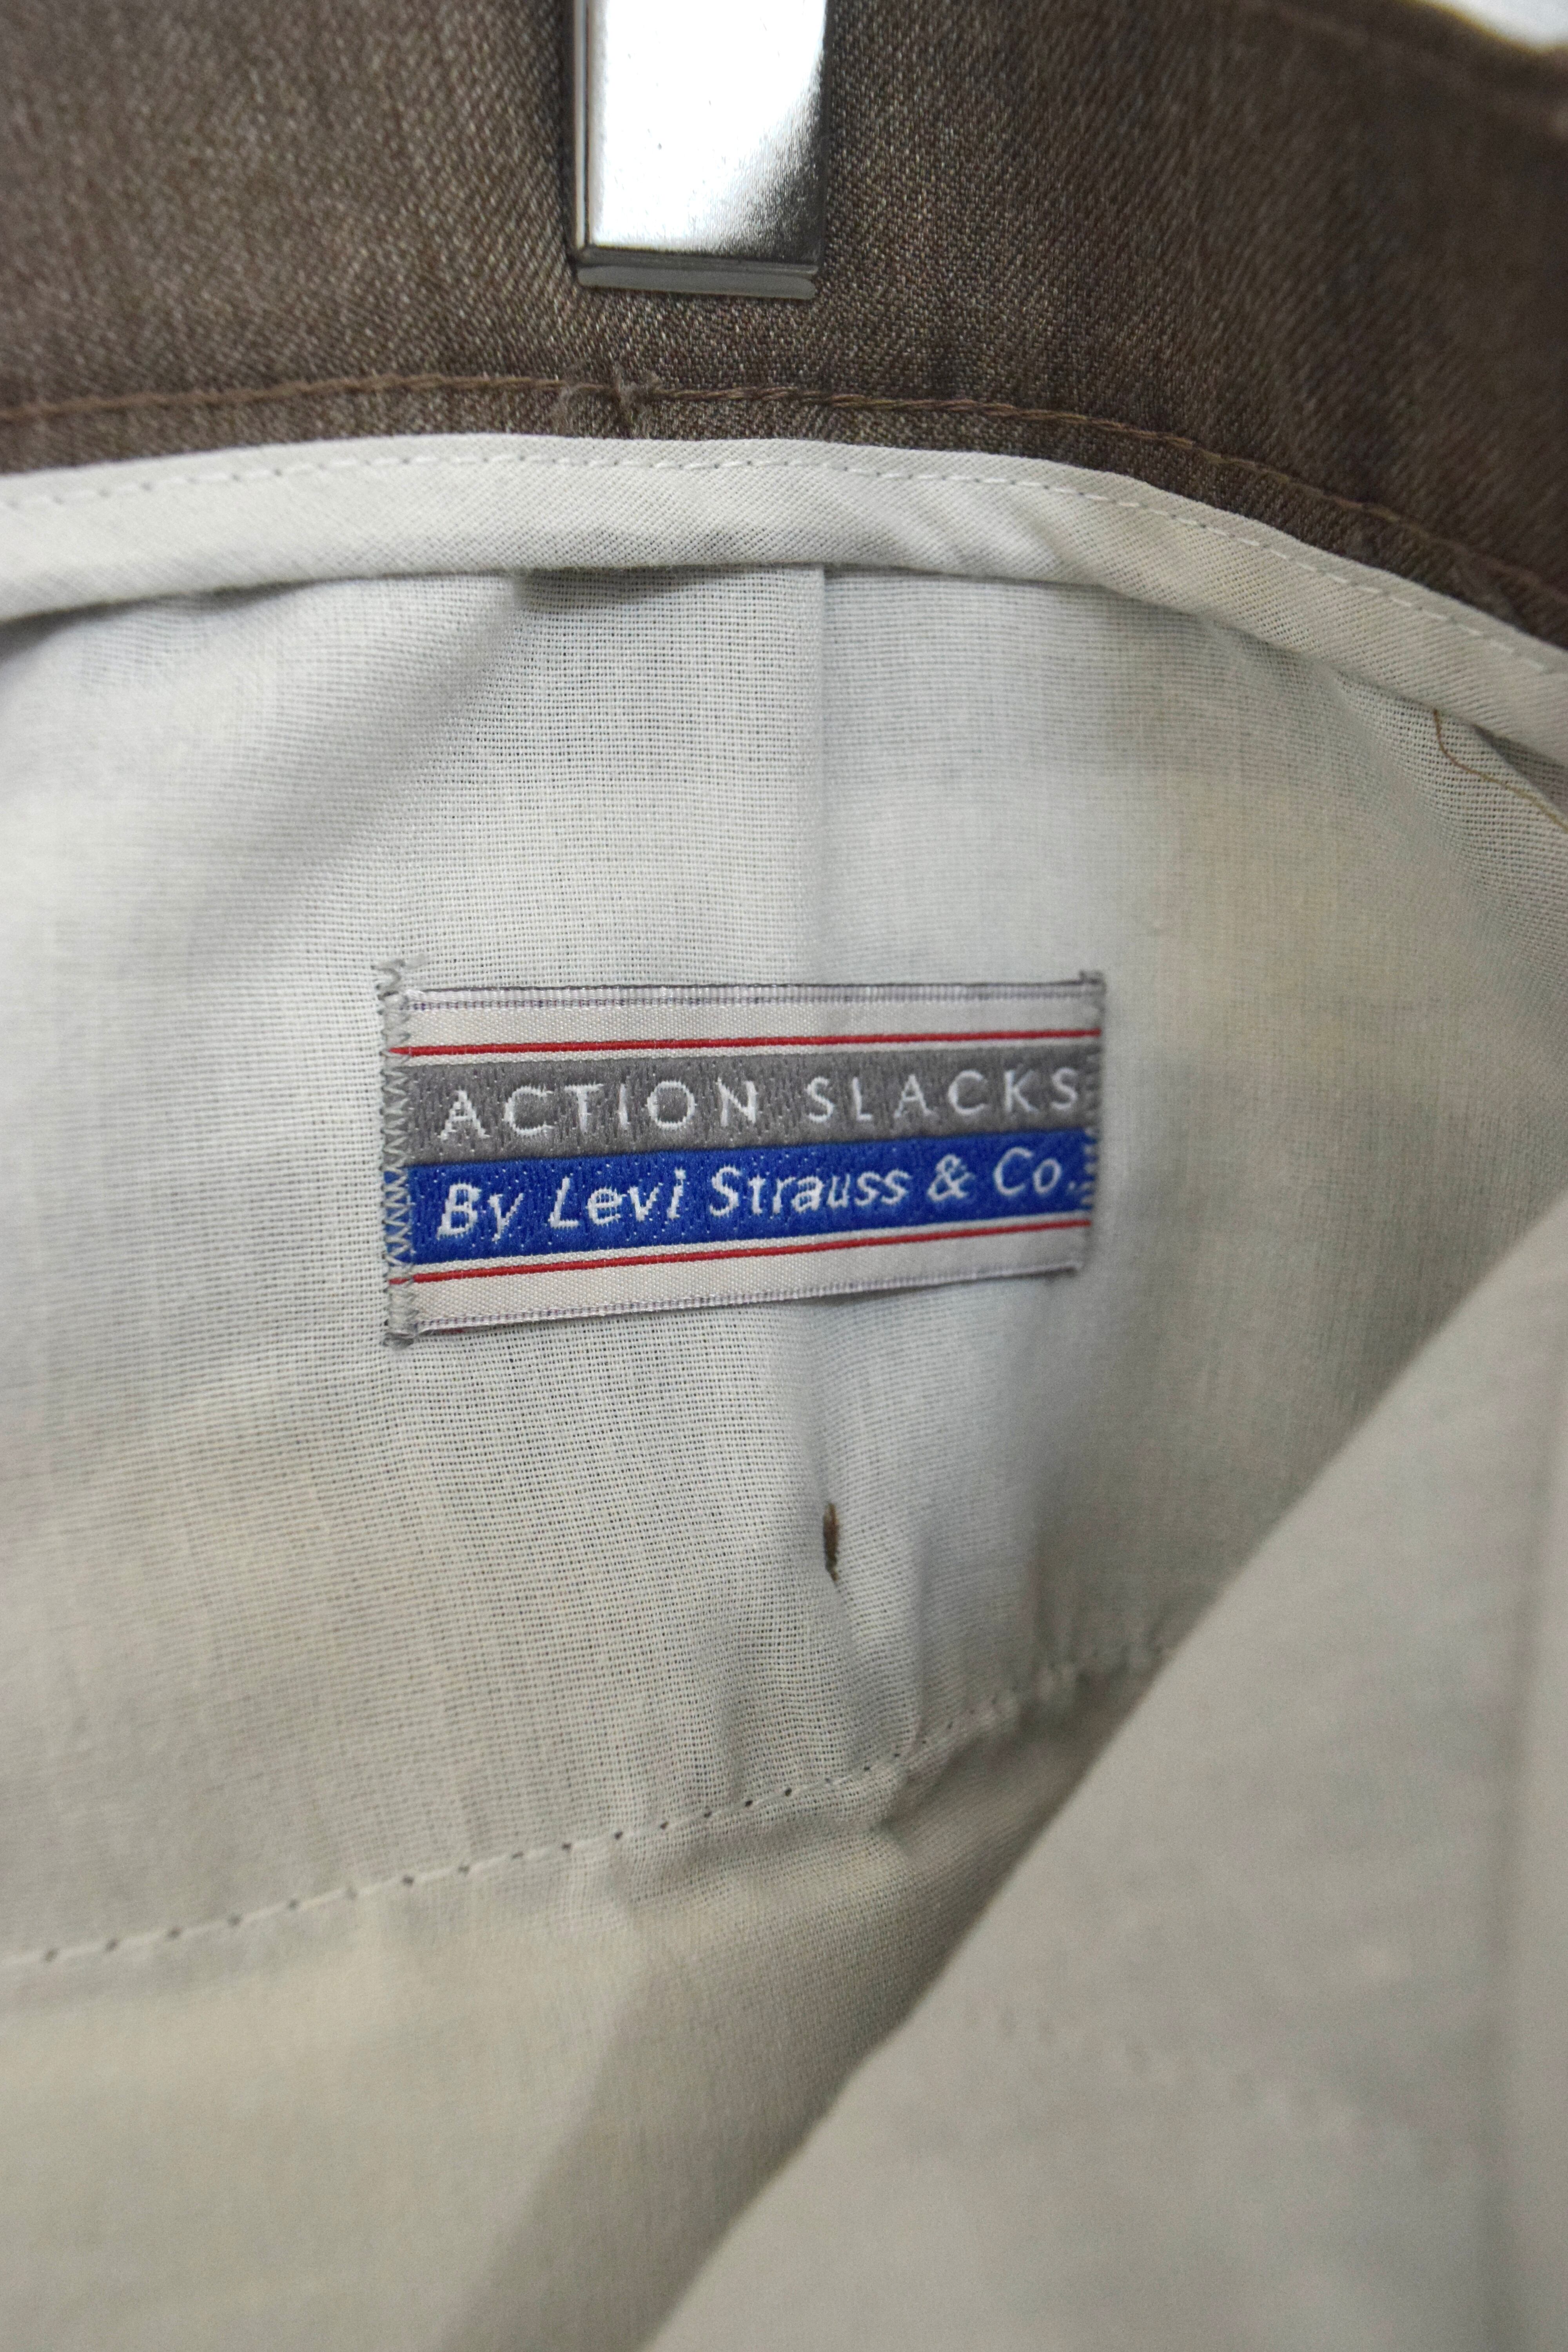 ACTION SLACKS
By Levi Strauss & Co.